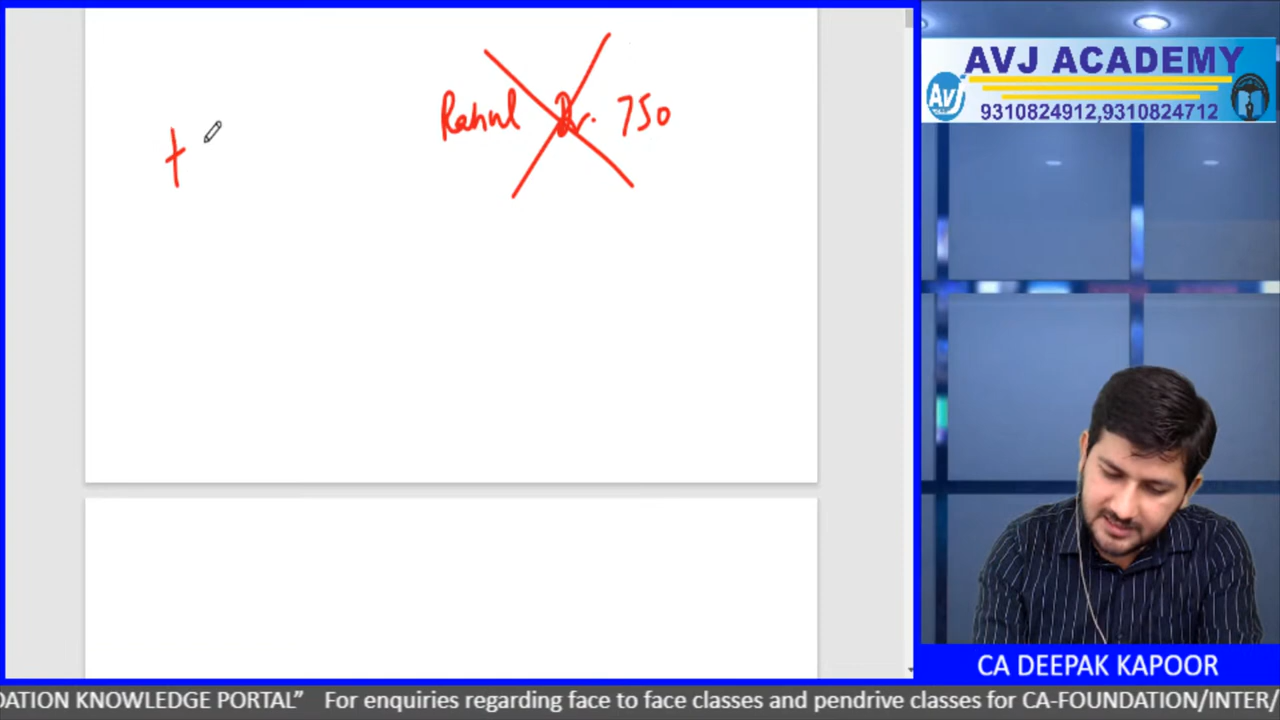 Rahul Dr. 750
+
AVJ ACADEMY
AV
9310824912,9310824712
CA DEEPAK KAPOOR
DATION KNOWLEDGE PORTAL” For enquiries regarding face to face classes and pendrive classes for CA-FOUNDATION/INTER/